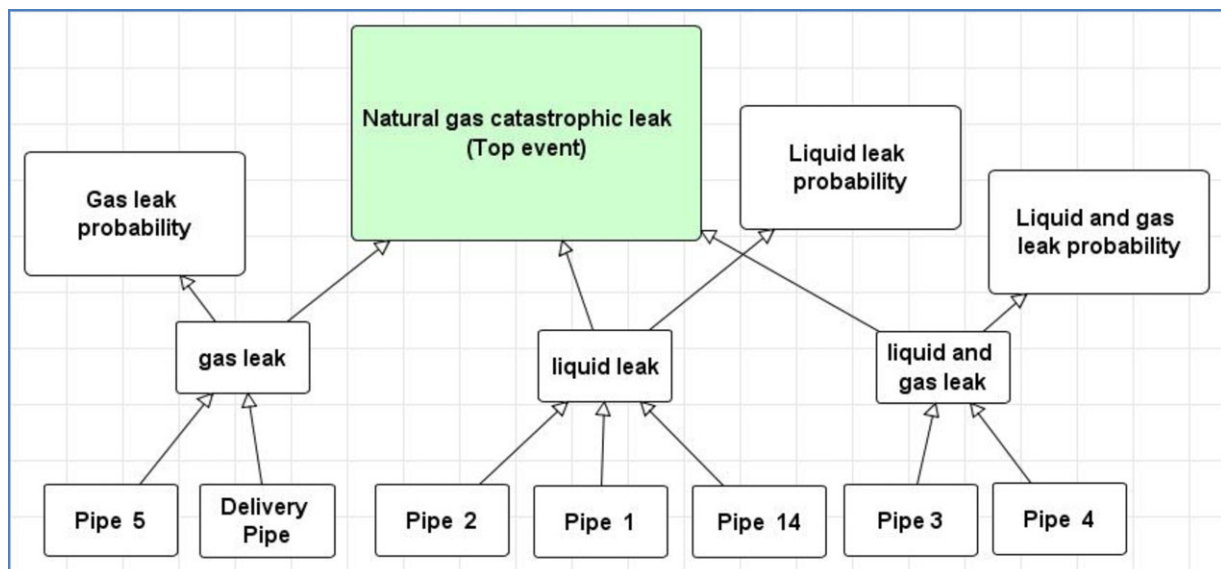 Natural gas catastrophic leak
(Top event)
Liquid leak
probability
Gas leak
probability
Liquid and gas
leak probability
gas leak
liquid leak
liquid and
gas leak
Pipe 5
Delivery
Pipe
Pipe 2
Pipe 1
Pipe 14
Pipe 3
Pipe 4